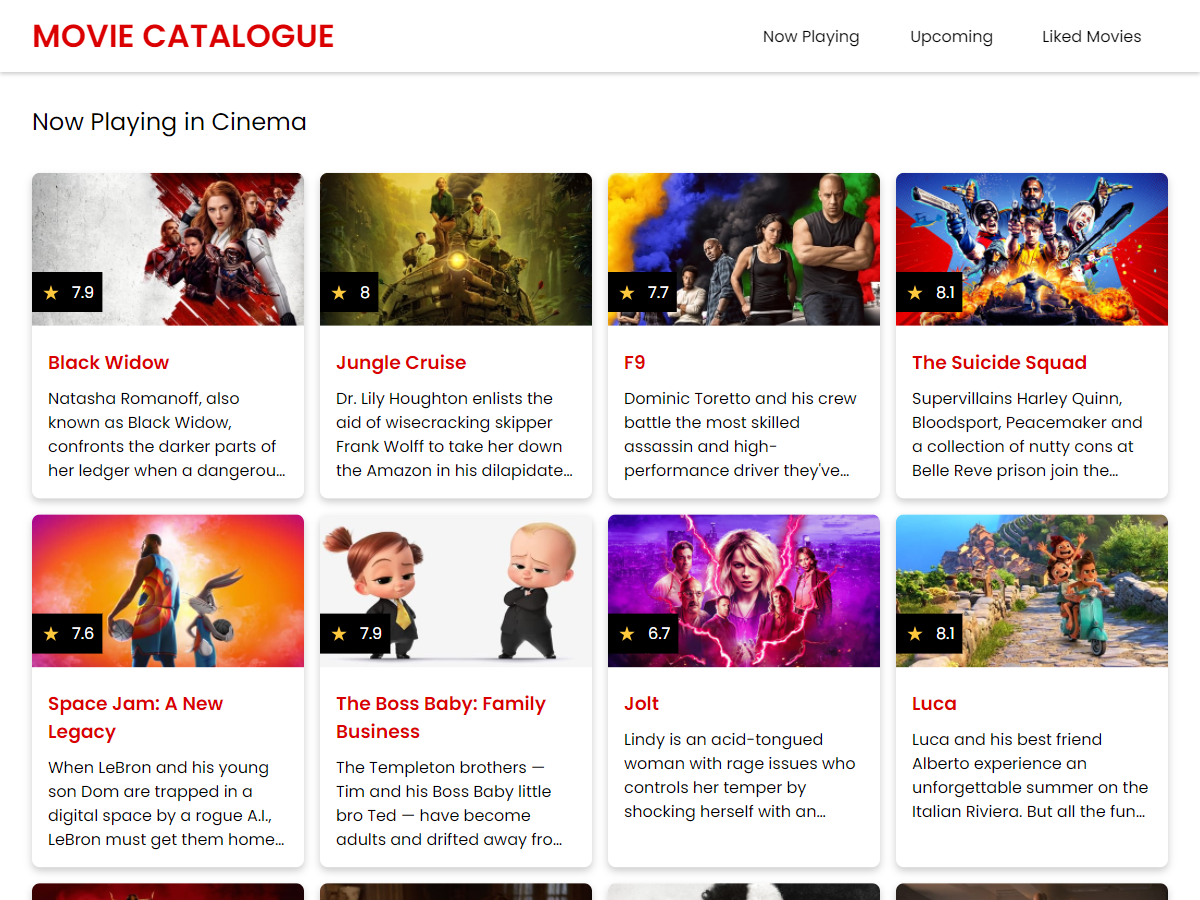 MOVIE CATALOGUE
Now Playing
Upcoming
Liked Movies
Now Playing in Cinema
7.9
8
7.7
8.1
Black Widow
Natasha Romanoff, also
known as Black Widow,
confronts the darker parts of
her ledger when a dangerou...
Jungle Cruise
Dr. Lily Houghton enlists the
aid of wisecracking skipper
Frank Wolff to take her down
the Amazon in his dilapidate...
F9
Dominic Toretto and his crew
battle the most skilled
assassin and high-
performance driver they've...
The Suicide Squad
Supervillains Harley Quinn,
Bloodsport, Peacemaker and
a collection of nutty cons at
Belle Reve prison join the...
7.6
7.9
6.7
8.1
Space Jam: A New
Legacy
When LeBron and his young
son Dom are trapped in a
digital space by a rogue A.I.,
LeBron must get them home...
The Boss Baby: Family
Business
The Templeton brothers —
Tim and his Boss Baby little
bro Ted — have become
adults and drifted away fro...
Jolt
Lindy is an acid-tongued
woman with rage issues who
controls her temper by
shocking herself with an...
Luca
Luca and his best friend
Alberto experience an
unforgettable summer on the
Italian Riviera. But all the fun...